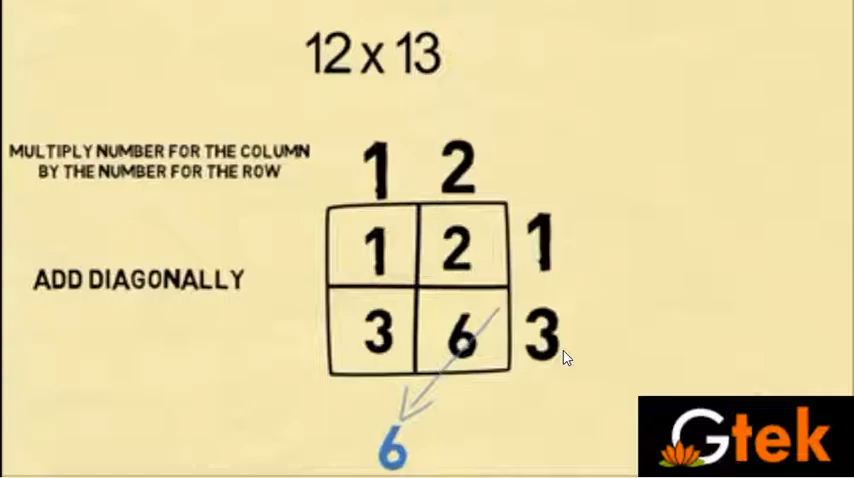 12 x 13
MULTIPLY NUMBER FOR THE COLUMN
BY THE NUMBER FOR THE ROW
1 2
1 2 1
ADD DIAGONALLY
3 6 3
6
Gtek